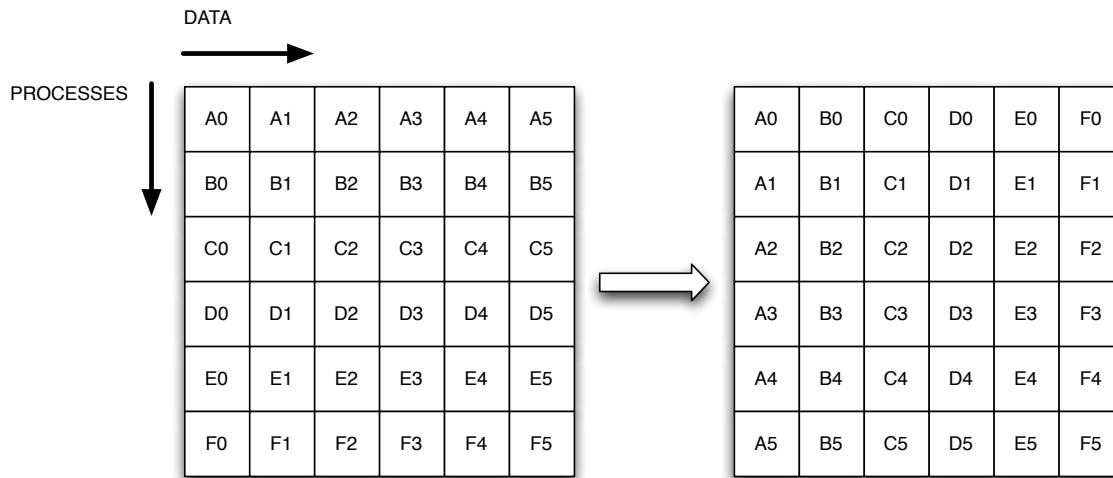 DATA
PROCESSES
A0 A1 A2 A3 A4 A5
B0 B1 B2 B3 B4 B5
C0 C1 C2 C3 C4 C5
D0 D1 D2 D3 D4 D5
E0 E1 E2 E3 E4 E5
F0 F1 F2 F3 F4 F5
A0 B0 C0 D0 E0 F0
A1 B1 C1 D1 E1 F1
A2 B2 C2 D2 E2 F2
A3 B3 C3 D3 E3 F3
A4 B4 C4 D4 E4 F4
A5 B5 C5 D5 E5 F5